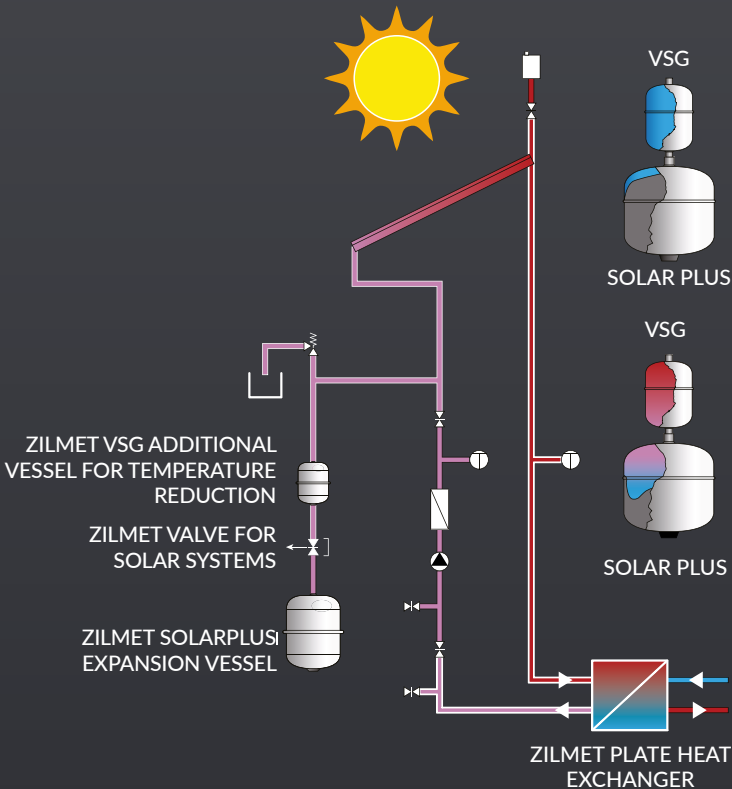 VSG
SOLAR PLUS
VSG
ZILMET VSG ADDITIONAL
VESSEL FOR TEMPERATURE
REDUCTION
ZILMET VALVE FOR
SOLAR SYSTEMS
SOLAR PLUS
ZILMET SOLARPLUS
EXPANSION VESSEL
ZILMET PLATE HEAT
EXCHANGER